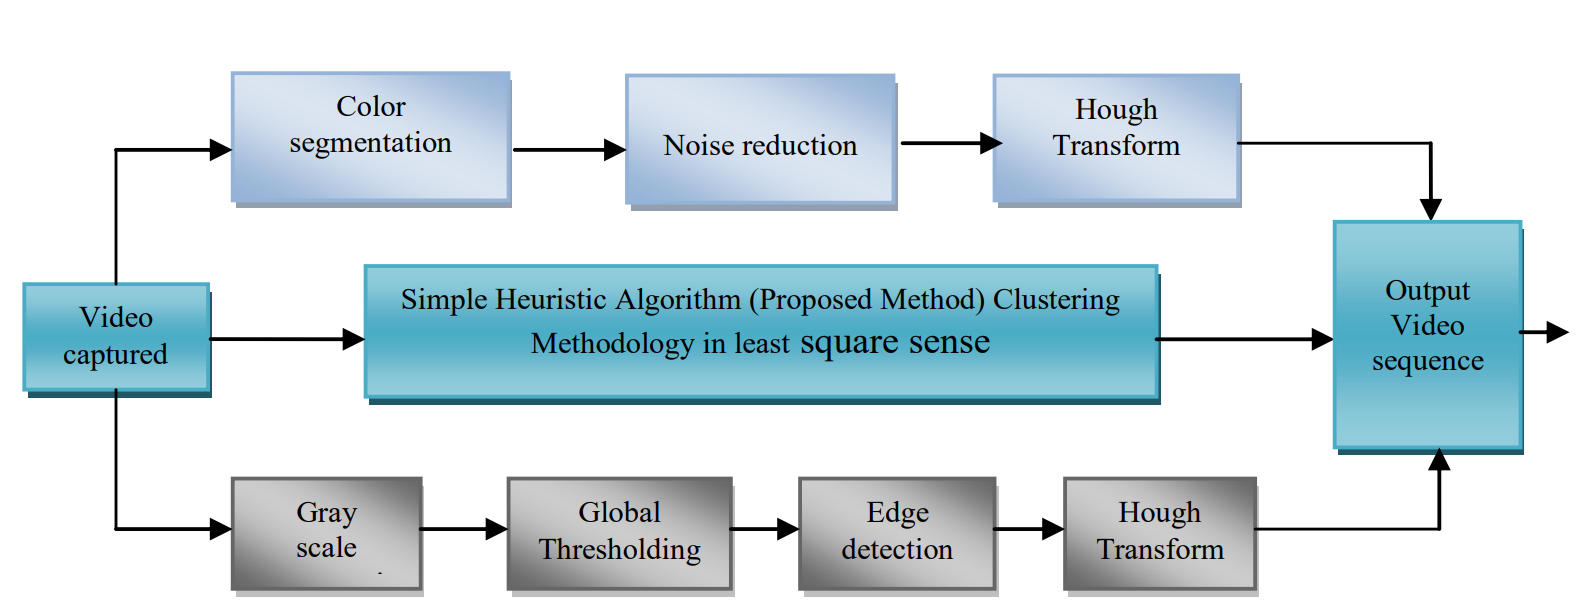 Color
segmentation
Noise reduction
Hough
Transform
Video
captured
Simple Heuristic Algorithm (Proposed Method) Clustering
Methodology in least square sense
Output
Video
sequence
Gray
scale
Global
Thresholding
Edge
detection
Hough
Transform